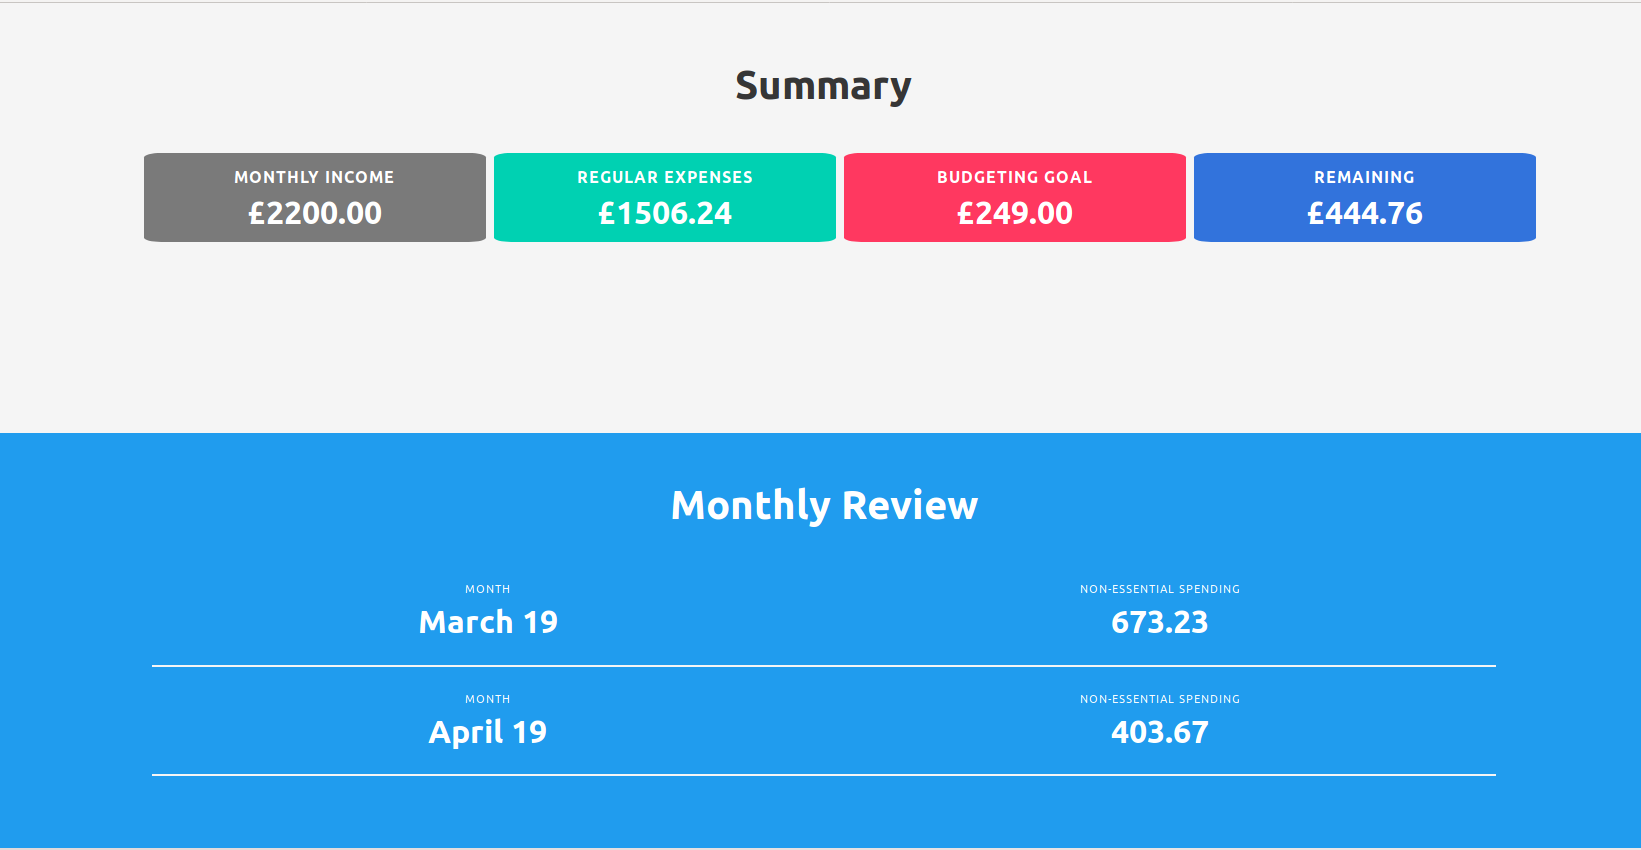 Summary
MONTHLY INCOME
£2200.00
REGULAR EXPENSES
£1506.24
BUDGETING GOAL
£249.00
REMAINING
£444.76
Monthly Review
MONTH
March 19
NON-ESSENTIAL SPENDING
673.23
MONTH
April 19
NON-ESSENTIAL SPENDING
403.67